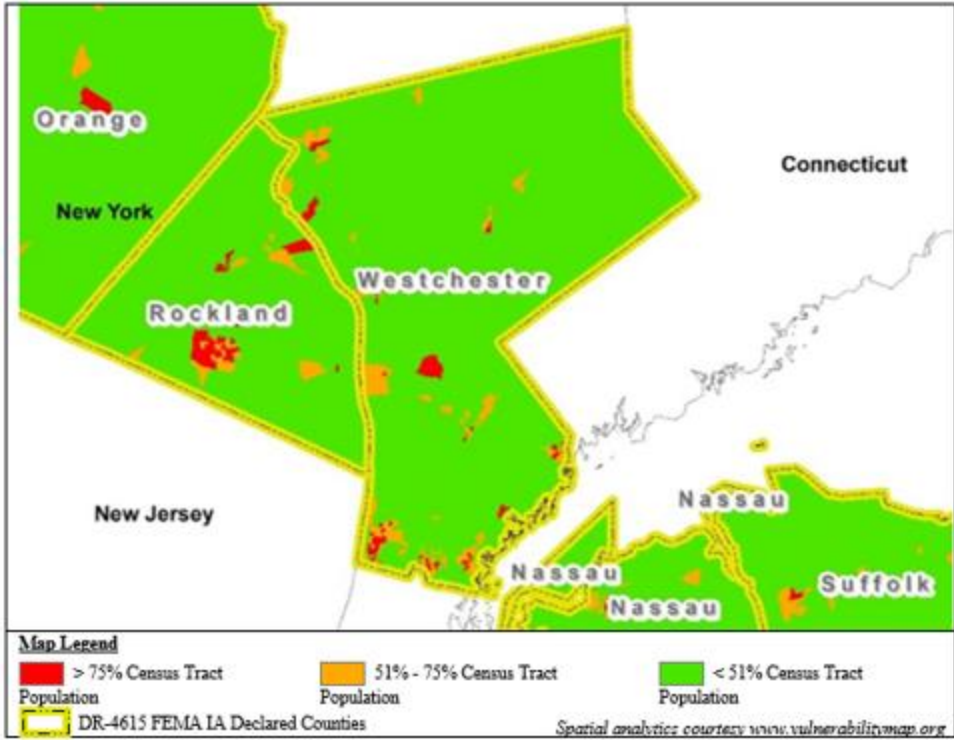 Orange
Connecticut
New York
Westchester
Rockland
Nassau
New Jersey
Nassau
Suffolk
Nassau
Map Legend
> 75% Census Tract
Population
51% - 75% Census Tract
Population
< 51% Census Tract
Population
DR-4615 FEMA IA Declared Counties
Spatial analytics courtesy www.vulnerabilitymap.org